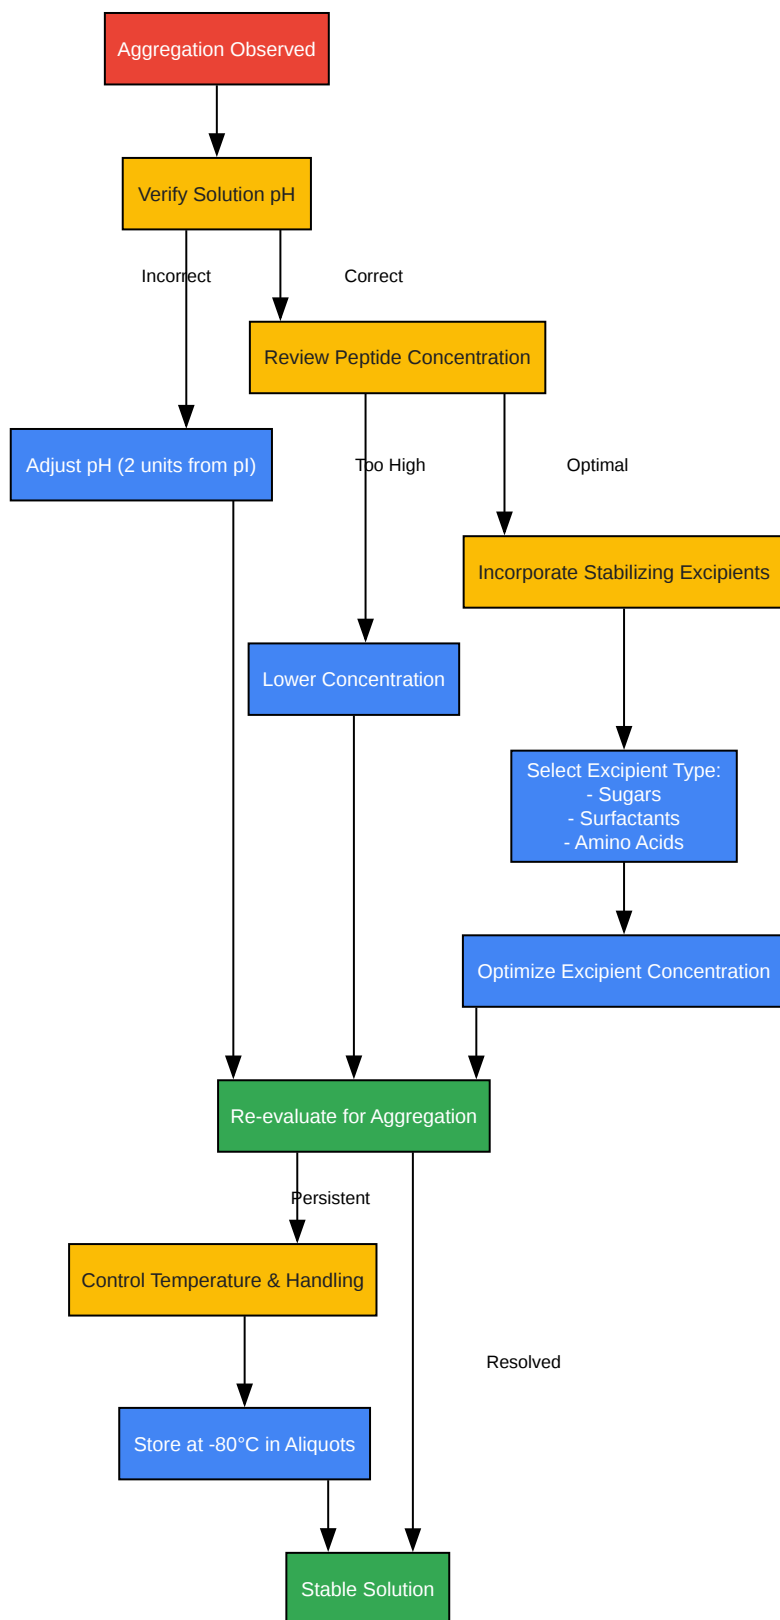 Aggregation Observed
Verify Solution pH
Incorrect
Correct
Review Peptide Concentration
Adjust pH (2 units from pI)
Too High
Optimal
Incorporate Stabilizing Excipients
Lower Concentration
Select Excipient Type:
- Sugars
- Surfactants
- Amino Acids
Optimize Excipient Concentration
Re-evaluate for Aggregation
Persistent
Control Temperature & Handling
Resolved
Store at -80°C in Aliquots
Stable Solution